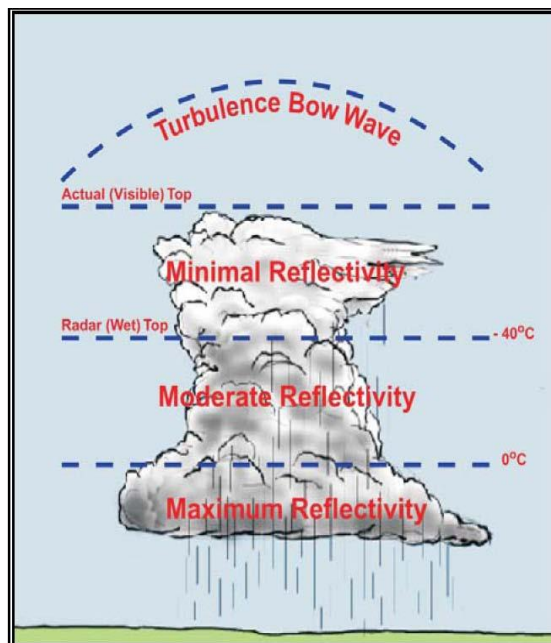 Turbulence Bow Wave
Actual (Visible) Top
Minimal Reflectivity
Radar (Wet) Top
- 40°C
Moderate Reflectivity
0°C
Maximum Reflectivity